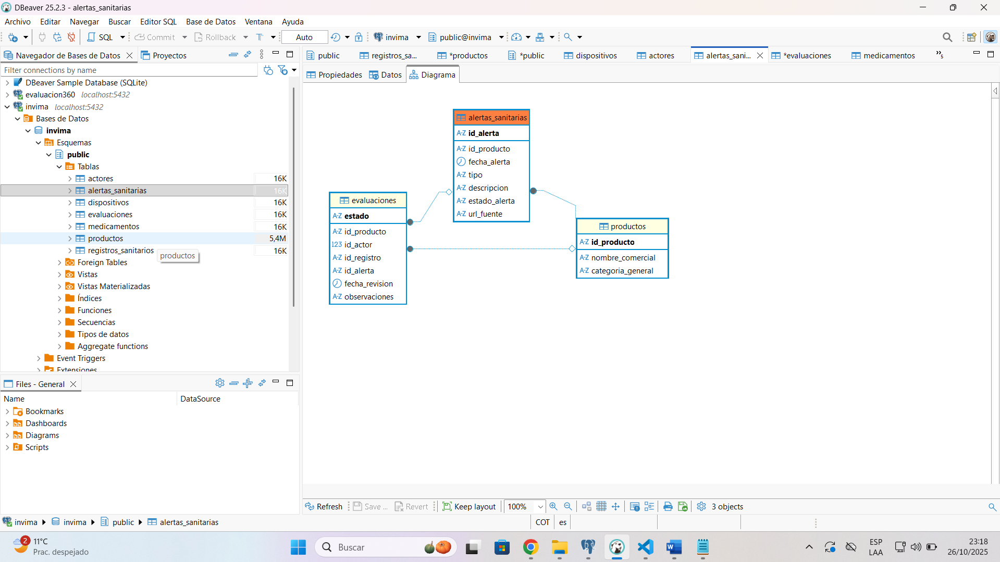 DBeaver 25.2.3 - alertas_sanitarias
Archivo Editar Navegar Buscar Editor SQL Base de Datos Ventana Ayuda
SQL Commit Rollback Auto invima public@invima
Navegador de Bases de Datos Proyectos
public registros_sa... *productos *public dispositivos actores alertas_sani... *evaluaciones medicamentos »5
Filter connections by name
Propiedades Datos Diagrama
DBeaver Sample Database (SQLite)
evaluacion360 localhost:5432
invima localhost:5432
Bases de Datos
invima
Esquemas
public
Tablas
actores 16K
alertas_sanitarias 16K
dispositivos 16K
evaluaciones 16K
medicamentos 16K
productos 5,4M
registros_sanitarios 16K
productos
Foreign Tables
Vistas
Vistas Materializadas
Índices
Funciones
Secuencias
Tipos de datos
Aggregate functions
Event Triggers
Extensiones
alertas_sanitarias
A-Z id_alerta
A-Z id_producto
fecha_alerta
A-Z tipo
A-Z descripcion
A-Z estado_alerta
A-Z url_fuente
evaluaciones
A-Z estado
A-Z id_producto
123 id_actor
A-Z id_registro
A-Z id_alerta
fecha_revision
A-Z observaciones
productos
A-Z id_producto
A-Z nombre_comercial
A-Z categoria_general
Files - General
Name DataSource
Bookmarks
Dashboards
Diagrams
Scripts
Refresh Save ... Revert Keep layout 100% 3 objects
invima invima public alertas_sanitarias
COT es
2
11°C
Prac. despejado
Buscar
ESP
LAA
23:18
26/10/2025